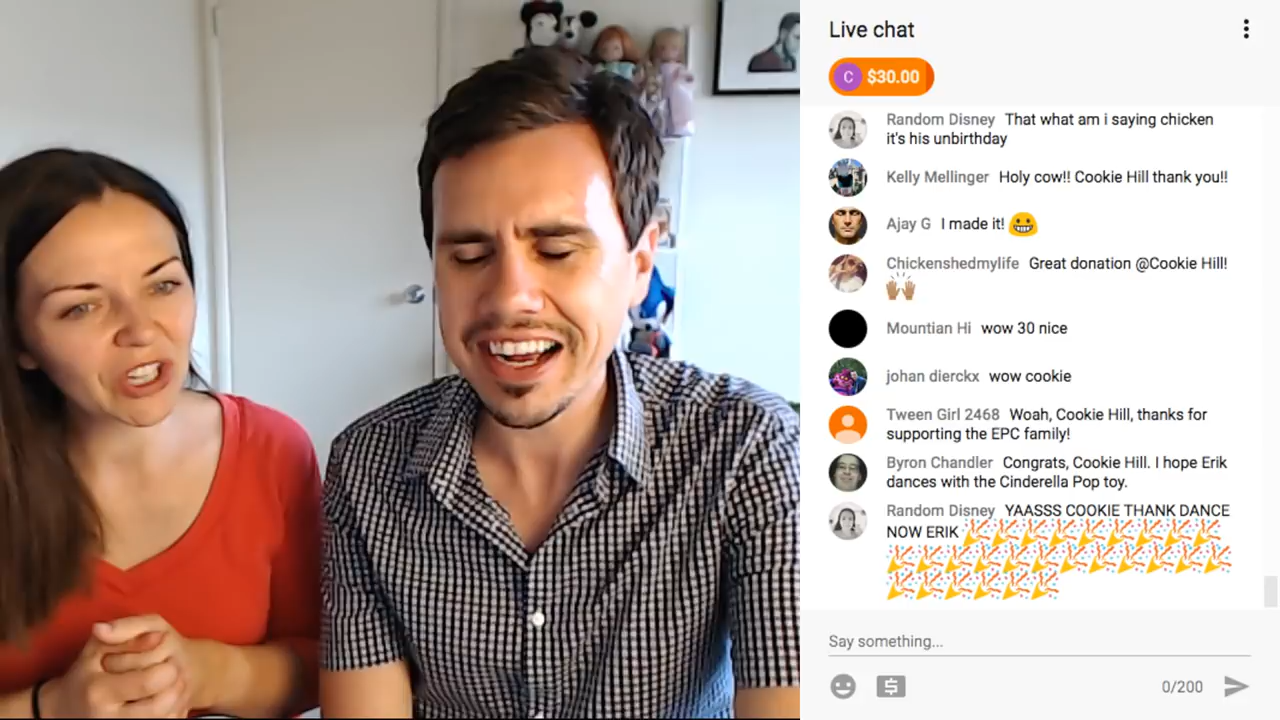 Live chat
C $30.00
Random Disney That what am i saying chicken
it's his unbirthday
Kelly Mellinger Holy cow!! Cookie Hill thank you!!
Ajay G I made it! 😀
Chickenshedmylife Great donation @Cookie Hill!
🙌🏽
Mountian Hi wow 30 nice
johan dierckx wow cookie
Tween Girl 2468 Woah, Cookie Hill, thanks for
supporting the EPC family!
Byron Chandler Congrats, Cookie Hill. I hope Erik
dances with the Cinderella Pop toy.
Random Disney YAASSS COOKIE THANK DANCE
NOW ERIK 🎉🎉🎉🎉🎉🎉🎉🎉🎉
🎉🎉🎉🎉🎉🎉🎉🎉🎉🎉🎉🎉
🎉🎉🎉🎉🎉🎉
Say something...
0/200